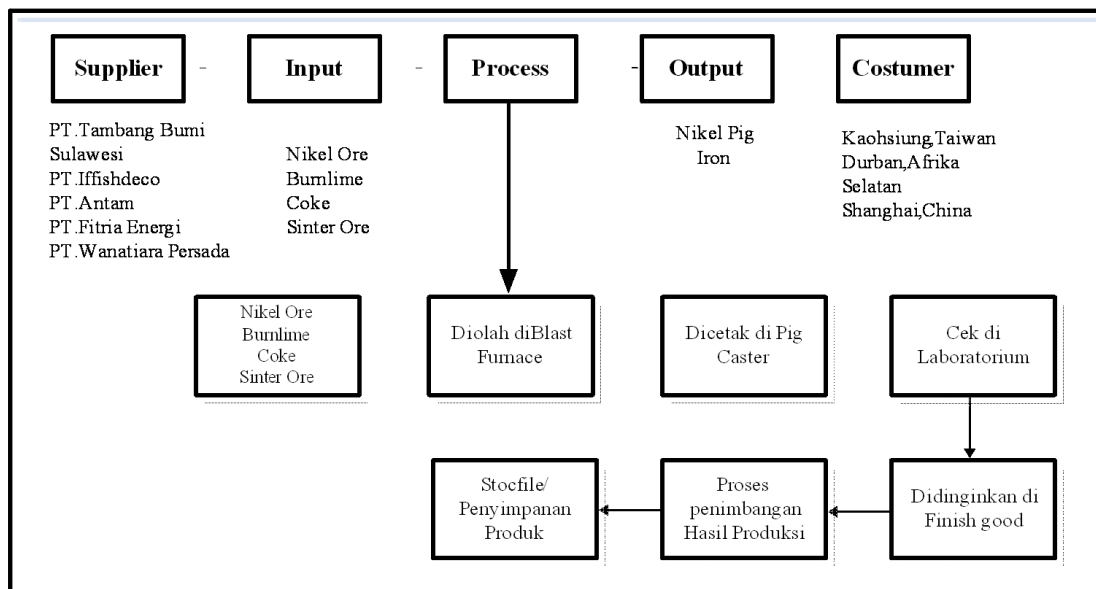 Supplier - Input - Process - Output Costumer
PT.Tambang Bumi
Sulawesi
PT.Iffishdeco
PT.Antam
PT.Fitria Energi
PT.Wanatiara Persada
Nikel Ore
Burnlime
Coke
Sinter Ore
Nikel Pig
Iron
Kaohsiung,Taiwan
Durban,Afrika
Selatan
Shanghai,China
Nikel Ore
Burnlime
Coke
Sinter Ore
Diolah diBlast
Furnace
Dicetak di Pig
Caster
Cek di
Laboratorium
Stocfile/
Penyimpanan
Produk
Proses
penimbangan
Hasil Produksi
Didinginkan di
Finish good